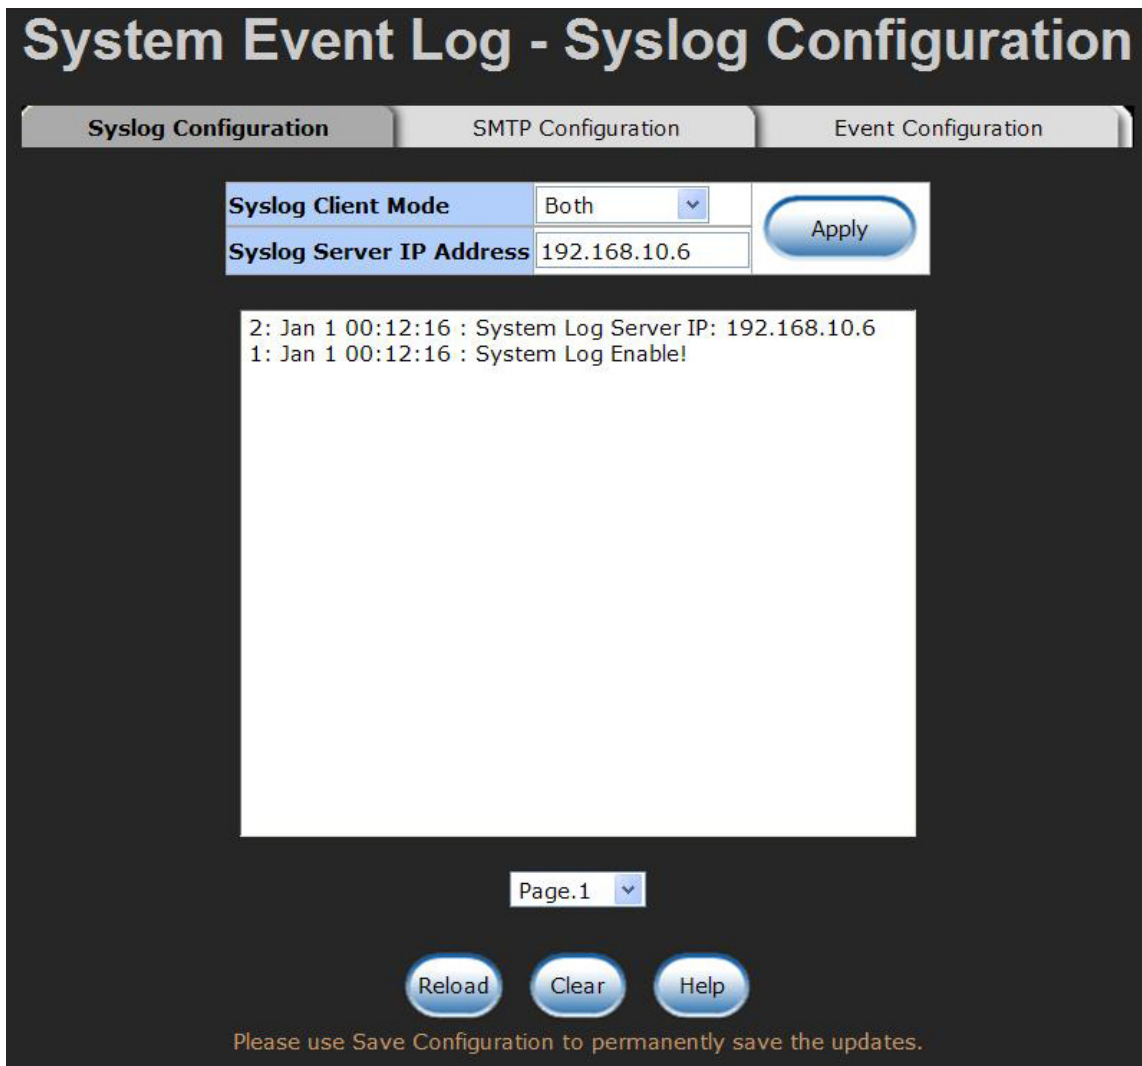 System Event Log - Syslog Configuration
Syslog Configuration
SMTP Configuration
Event Configuration
Syslog Client Mode
Both
Syslog Server IP Address
192.168.10.6
Apply
2: Jan 1 00:12:16 : System Log Server IP: 192.168.10.6
1: Jan 1 00:12:16 : System Log Enable!
Page.1
Reload
Clear
Help
Please use Save Configuration to permanently save the updates.